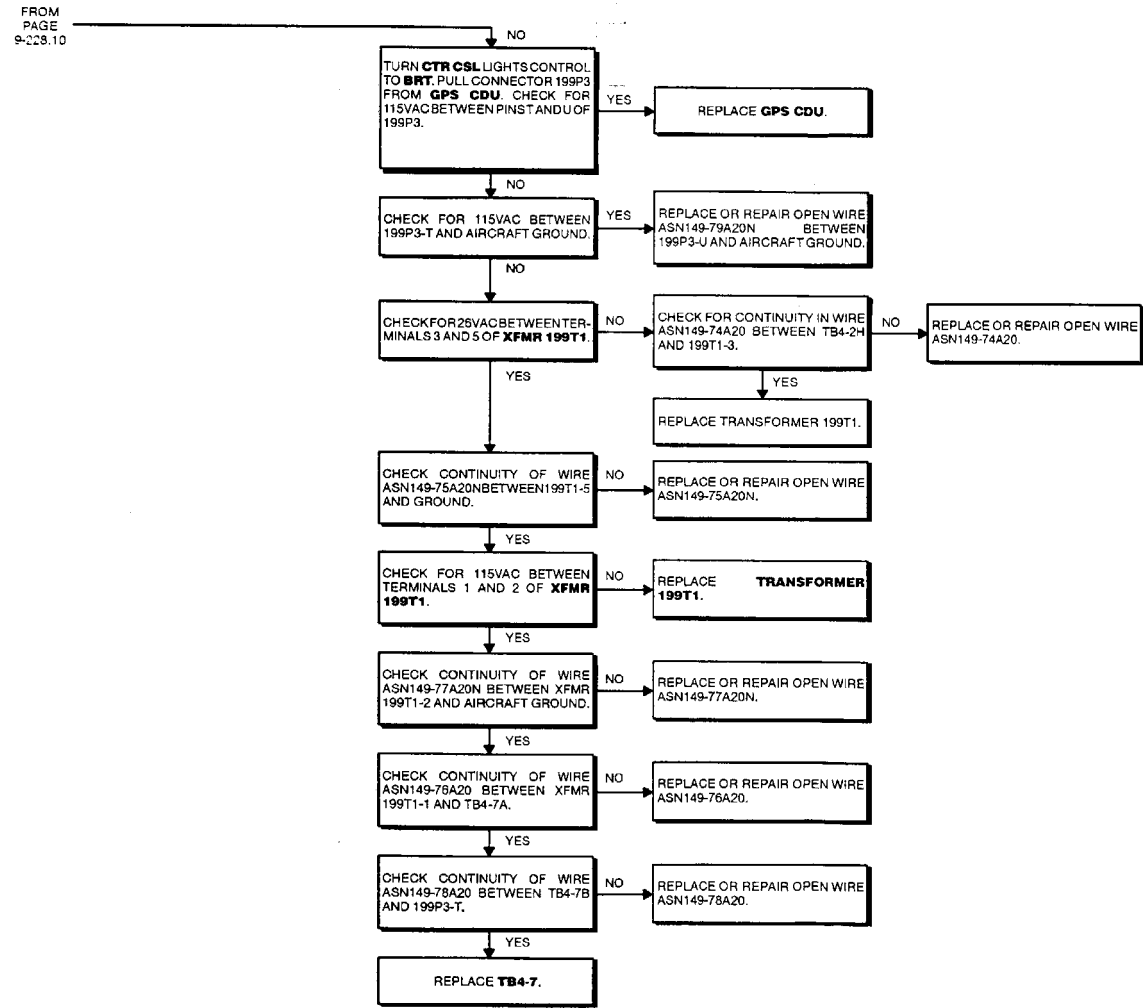 FROM
PAGE
9-228.10
NO
TURN CTR CSL LIGHTS CONTROL
TO BRT. PULL CONNECTOR 199P3
FROM GPS CDU. CHECK FOR
115VAC BETWEEN PINS T AND U OF
199P3.
YES
REPLACE GPS CDU.
NO
CHECK FOR 115VAC BETWEEN
199P3-T AND AIRCRAFT GROUND.
YES
REPLACE OR REPAIR OPEN WIRE
ASN149-79A20N BETWEEN
199P3-U AND AIRCRAFT GROUND.
NO
CHECK FOR 26VAC BETWEEN TER-
MINALS 3 AND 5 OF XFMR 199T1.
NO
CHECK FOR CONTINUITY IN WIRE
ASN149-74A20 BETWEEN TB4-2H
AND 199T1-3.
NO
REPLACE OR REPAIR OPEN WIRE
ASN149-74A20.
YES
YES
REPLACE TRANSFORMER 199T1.
CHECK CONTINUITY OF WIRE
ASN149-75A20N BETWEEN 199T1-5
AND GROUND.
NO
REPLACE OR REPAIR OPEN WIRE
ASN149-75A20N.
YES
CHECK FOR 115VAC BETWEEN
TERMINALS 1 AND 2 OF XFMR
199T1.
NO
REPLACE TRANSFORMER
199T1.
YES
CHECK CONTINUITY OF WIRE
ASN149-77A20N BETWEEN XFMR
199T1-2 AND AIRCRAFT GROUND.
NO
REPLACE OR REPAIR OPEN WIRE
ASN149-77A20N.
YES
CHECK CONTINUITY OF WIRE
ASN149-76A20 BETWEEN XFMR
199T1-1 AND TB4-7A.
NO
REPLACE OR REPAIR OPEN WIRE
ASN149-76A20.
YES
CHECK CONTINUITY OF WIRE
ASN149-78A20 BETWEEN TB4-7B
AND 199P3-T.
NO
REPLACE OR REPAIR OPEN WIRE
ASN149-78A20.
YES
REPLACE TB4-7.